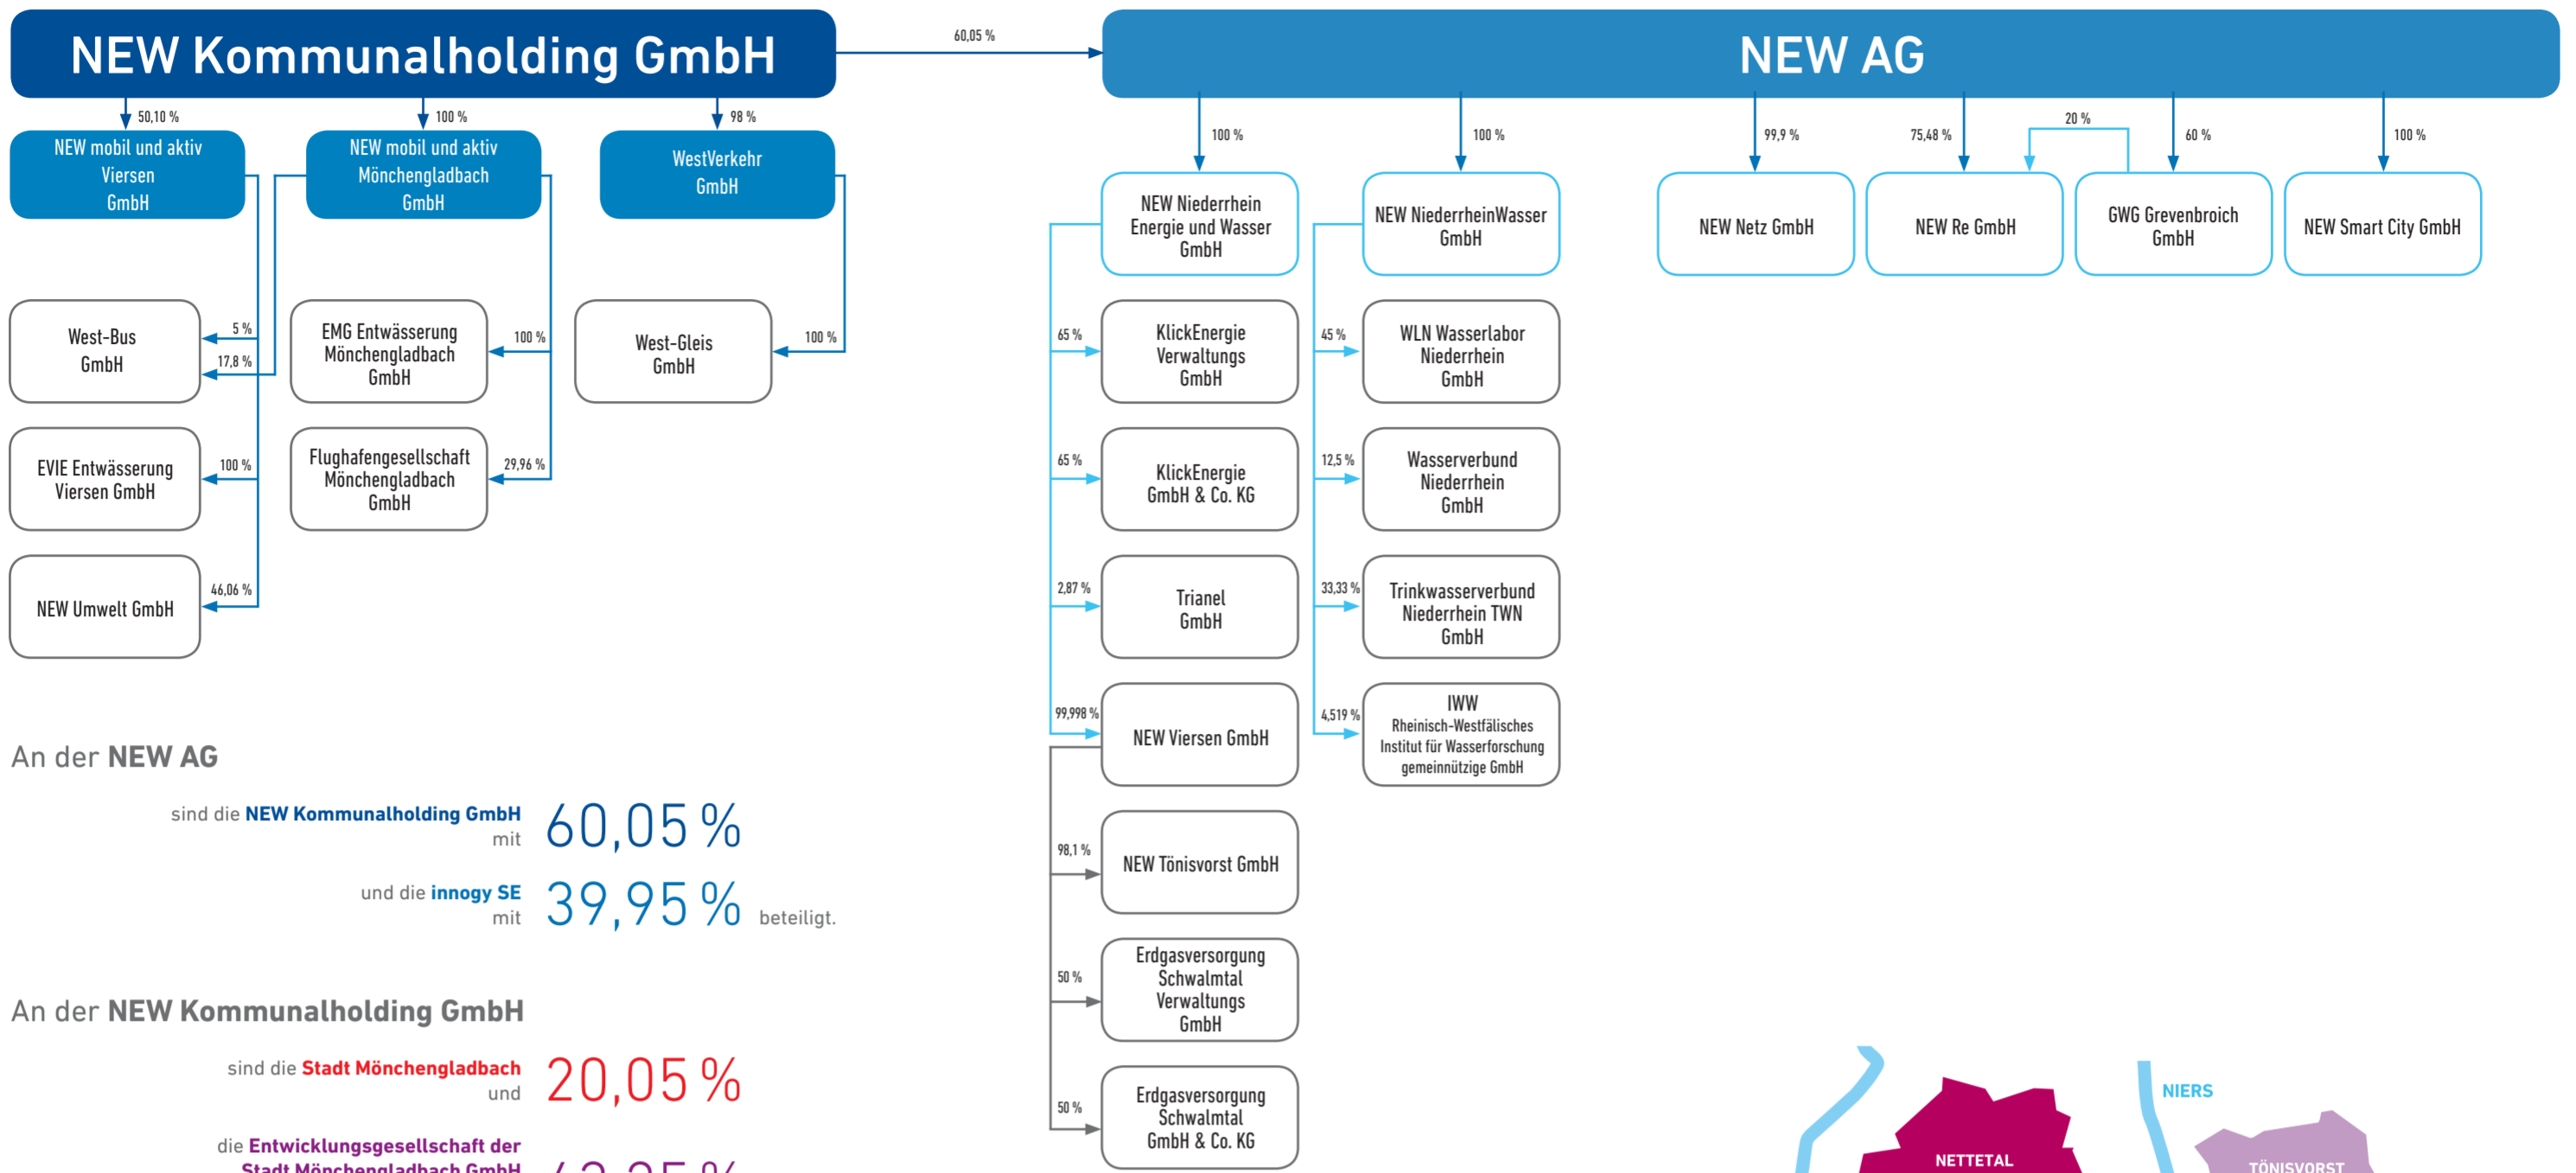 NEW Kommunalholding GmbH
60,05 %
NEW AG
50,10 %
100 %
98 %
NEW mobil und aktiv
Viersen
GmbH
NEW mobil und aktiv
Mönchengladbach
GmbH
WestVerkehr
GmbH
5 %
17,8 %
West-Bus
GmbH
100 %
EMG Entwässerung
Mönchengladbach
GmbH
100 %
West-Gleis
GmbH
100 %
EVIE Entwässerung
Viersen GmbH
29,96 %
Flughafengesellschaft
Mönchengladbach
GmbH
46,06 %
NEW Umwelt GmbH
100 %
100 %
99,9 %
75,48 %
20 %
60 %
100 %
NEW Niederrhein
Energie und Wasser
GmbH
NEW NiederrheinWasser
GmbH
NEW Netz GmbH
NEW Re GmbH
GWG Grevenbroich
GmbH
NEW Smart City GmbH
65 %
KlickEnergie
Verwaltungs
GmbH
45 %
WLN Wasserlabor
Niederrhein
GmbH
65 %
KlickEnergie
GmbH & Co. KG
12,5 %
Wasserverbund
Niederrhein
GmbH
2,87 %
Trianel
GmbH
33,33 %
Trinkwasserverbund
Niederrhein TWN
GmbH
99,998 %
NEW Viersen GmbH
4,519 %
IWW
Rheinisch-Westfälisches
Institut für Wasserforschung
gemeinnützige GmbH
98,1 %
NEW Tönisvorst GmbH
50 %
Erdgasversorgung
Schwalmtal
Verwaltungs
GmbH
50 %
Erdgasversorgung
Schwalmtal
GmbH & Co. KG
An der NEW AG
sind die NEW Kommunalholding GmbH
mit 60,05 %
und die innogy SE
mit 39,95 % beteiligt.
An der NEW Kommunalholding GmbH
sind die Stadt Mönchengladbach
und 20,05 %
die Entwicklungsgesellschaft der
Stadt Mönchengladbach GmbH
NIERS
NETTETAL
TÖNISVORST